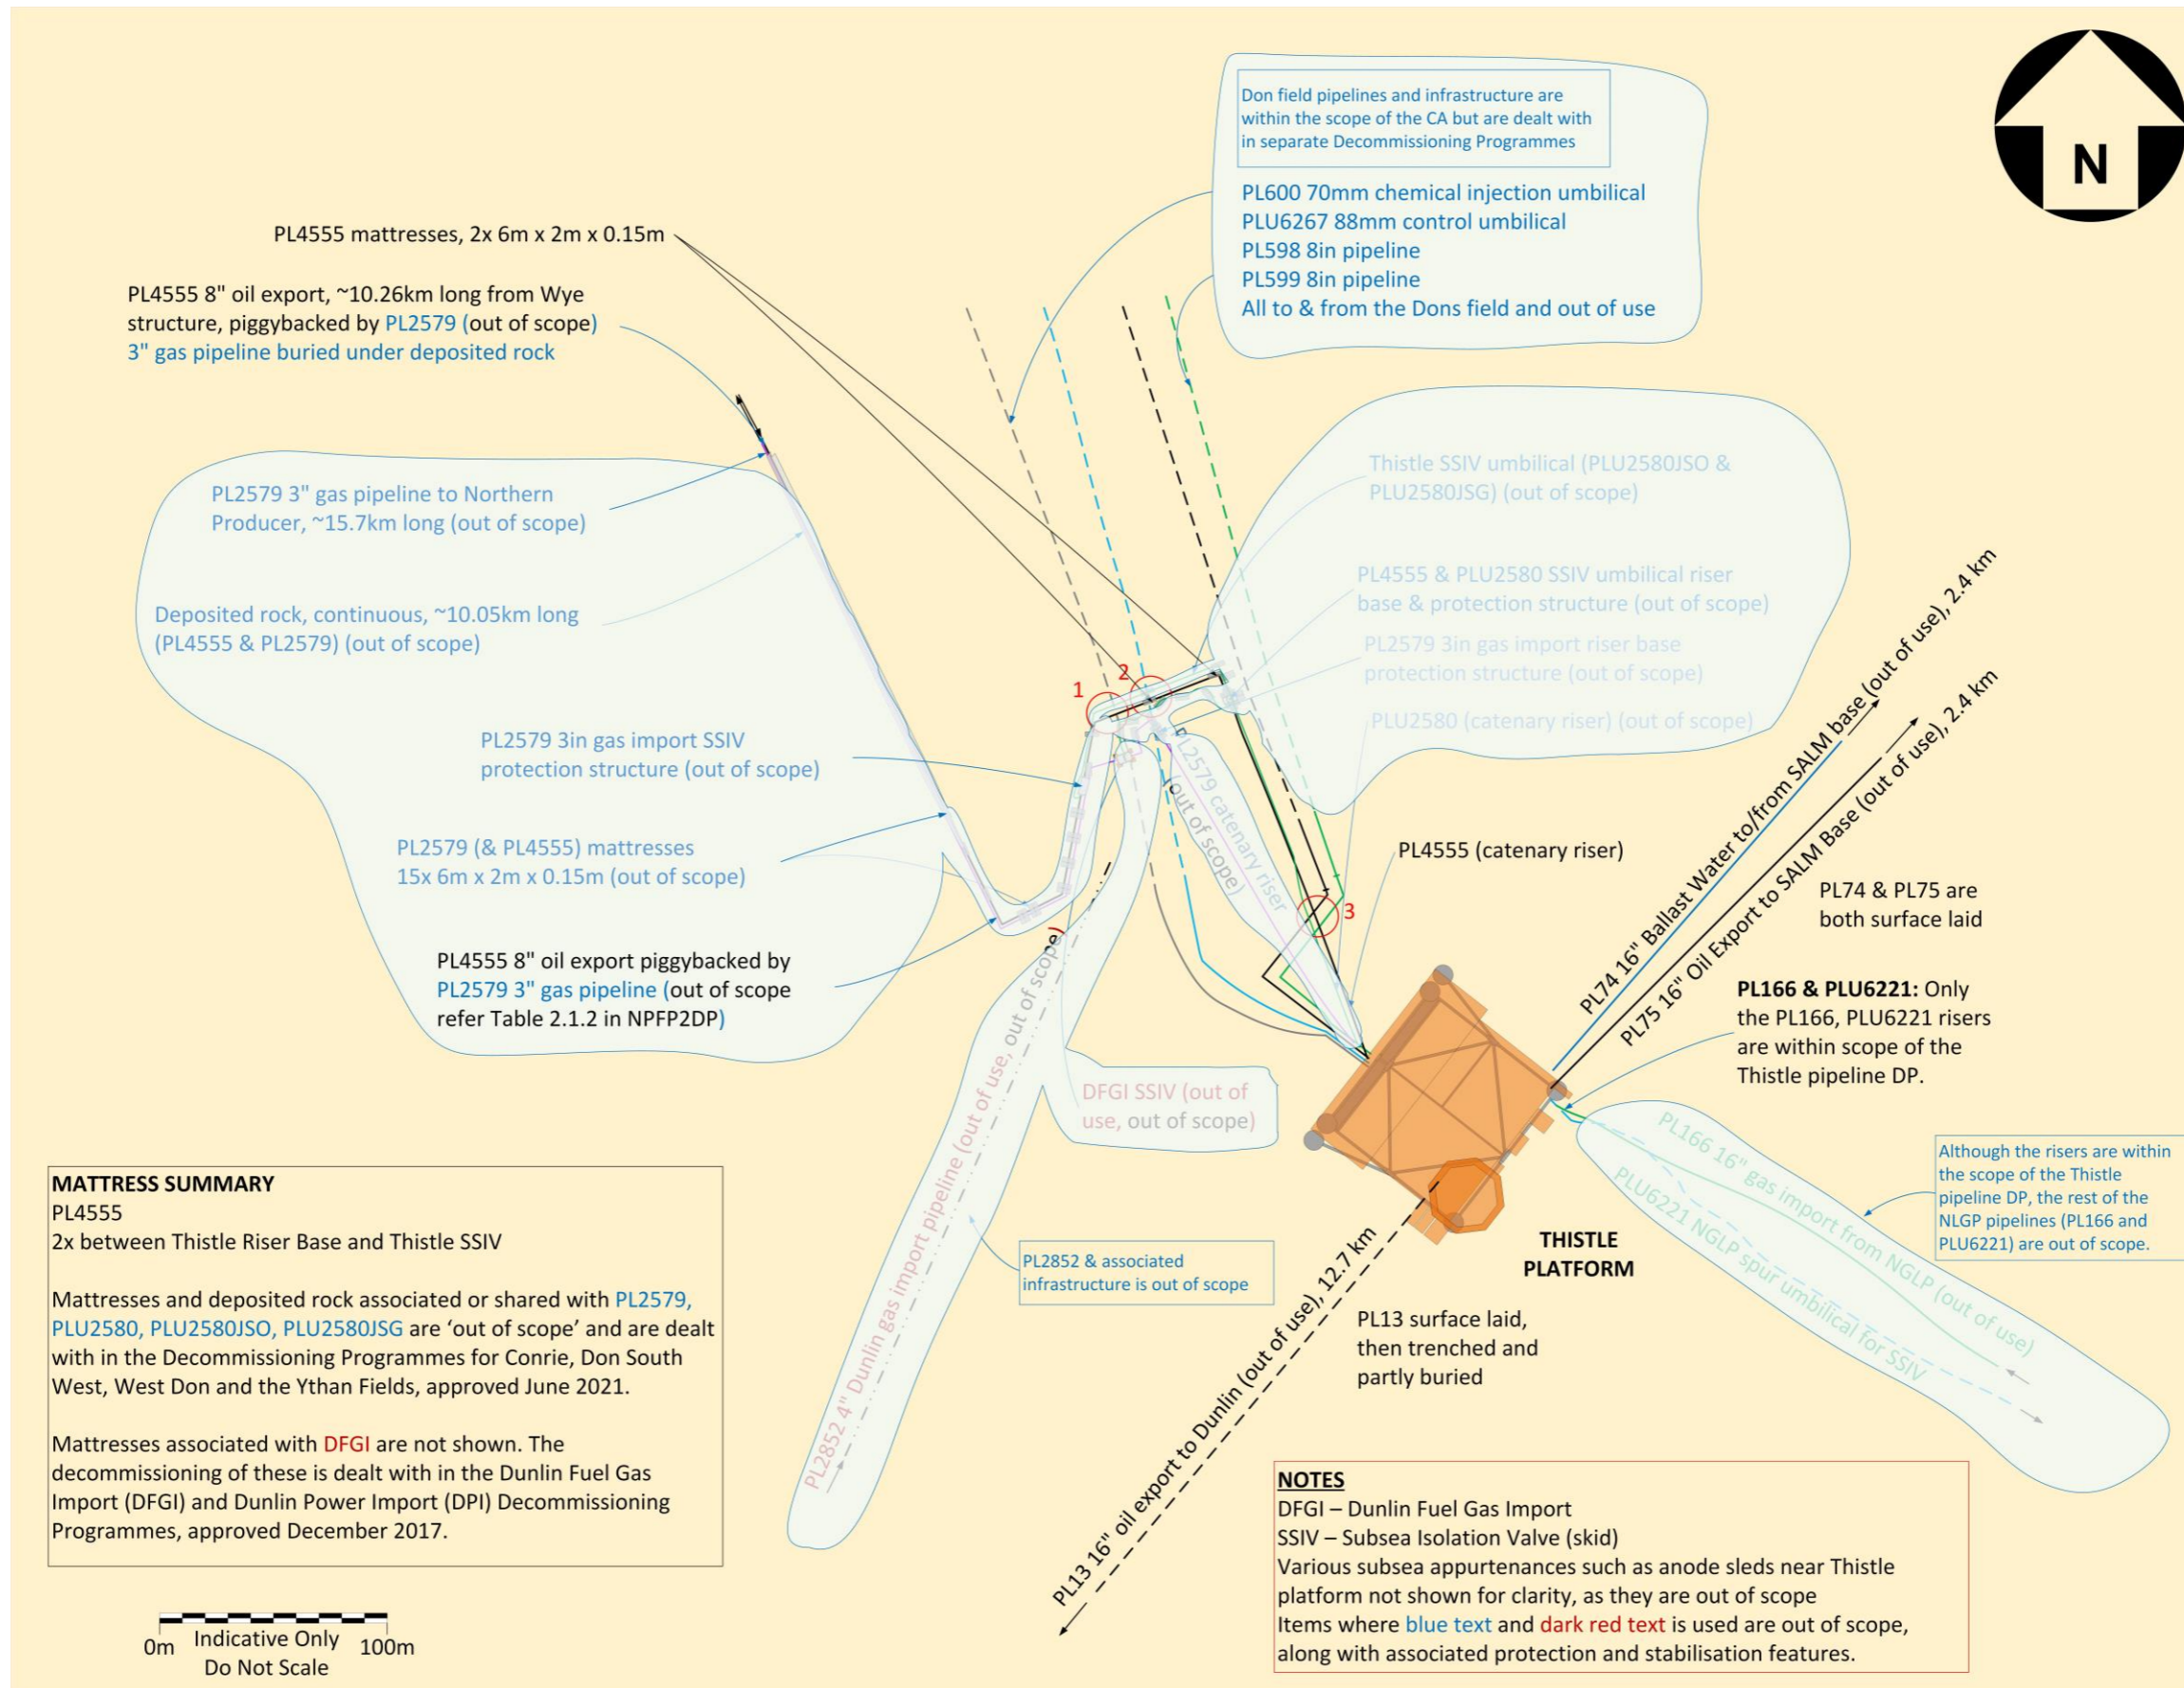 Don field pipelines and infrastructure are
within the scope of the CA but are dealt with
in separate Decommissioning Programmes
PL600 70mm chemical injection umbilical
PLU6267 88mm control umbilical
PL598 8in pipeline
PL599 8in pipeline
All to & from the Dons field and out of use
N
PL4555 mattresses, 2x 6m x 2m x 0.15m
PL4555 8" oil export, ~10.26km long from Wye
structure, piggybacked by PL2579 (out of scope)
3" gas pipeline buried under deposited rock
PL2579 3" gas pipeline to Northern
Producer, ~15.7km long (out of scope)
Deposited rock, continuous, ~10.05km long
(PL4555 & PL2579) (out of scope)
PL2579 3in gas import SSIV
protection structure (out of scope)
PL2579 (& PL4555) mattresses
15x 6m x 2m x 0.15m (out of scope)
PL4555 8" oil export piggybacked by
PL2579 3" gas pipeline (out of scope
refer Table 2.1.2 in NPFP2DP)
Thistle SSIV umbilical (PLU2580JSO &
PLU2580JSG) (out of scope)
PL4555 & PLU2580 SSIV umbilical riser
base & protection structure (out of scope)
PL2579 3in gas import riser base
protection structure (out of scope)
PLU2580 (catenary riser) (out of scope)
1
2
3
PL2579 catenary riser
(out of scope)
PL4555 (catenary riser)
PL74 16" Ballast Water to/from SALM base (out of use), 2.4 km
PL75 16" Oil Export to SALM Base (out of use), 2.4 km
PL74 & PL75 are
both surface laid
PL166 & PLU6221: Only
the PL166, PLU6221 risers
are within scope of the
Thistle pipeline DP.
PL166 16" gas import from NGLP (out of use)
PLU6221 NGLP spur umbilical for SSIV
Although the risers are within
the scope of the Thistle
pipeline DP, the rest of the
NLGP pipelines (PL166 and
PLU6221) are out of scope.
DFGI SSIV (out of
use, out of scope)
PL2852 4" Dunlin gas import pipeline (out of use, out of scope)
PL2852 & associated
infrastructure is out of scope
THISTLE
PLATFORM
PL13 16" oil export to Dunlin (out of use), 12.7 km
PL13 surface laid,
then trenched and
partly buried
MATTRESS SUMMARY
PL4555
2x between Thistle Riser Base and Thistle SSIV
Mattresses and deposited rock associated or shared with PL2579,
PLU2580, PLU2580JSO, PLU2580JSG are ‘out of scope’ and are dealt
with in the Decommissioning Programmes for Conrie, Don South
West, West Don and the Ythan Fields, approved June 2021.
Mattresses associated with DFGI are not shown. The
decommissioning of these is dealt with in the Dunlin Fuel Gas
Import (DFGI) and Dunlin Power Import (DPI) Decommissioning
Programmes, approved December 2017.
0m
Indicative Only
Do Not Scale
100m
NOTES
DFGI – Dunlin Fuel Gas Import
SSIV – Subsea Isolation Valve (skid)
Various subsea appurtenances such as anode sleds near Thistle
platform not shown for clarity, as they are out of scope
Items where blue text and dark red text is used are out of scope,
along with associated protection and stabilisation features.